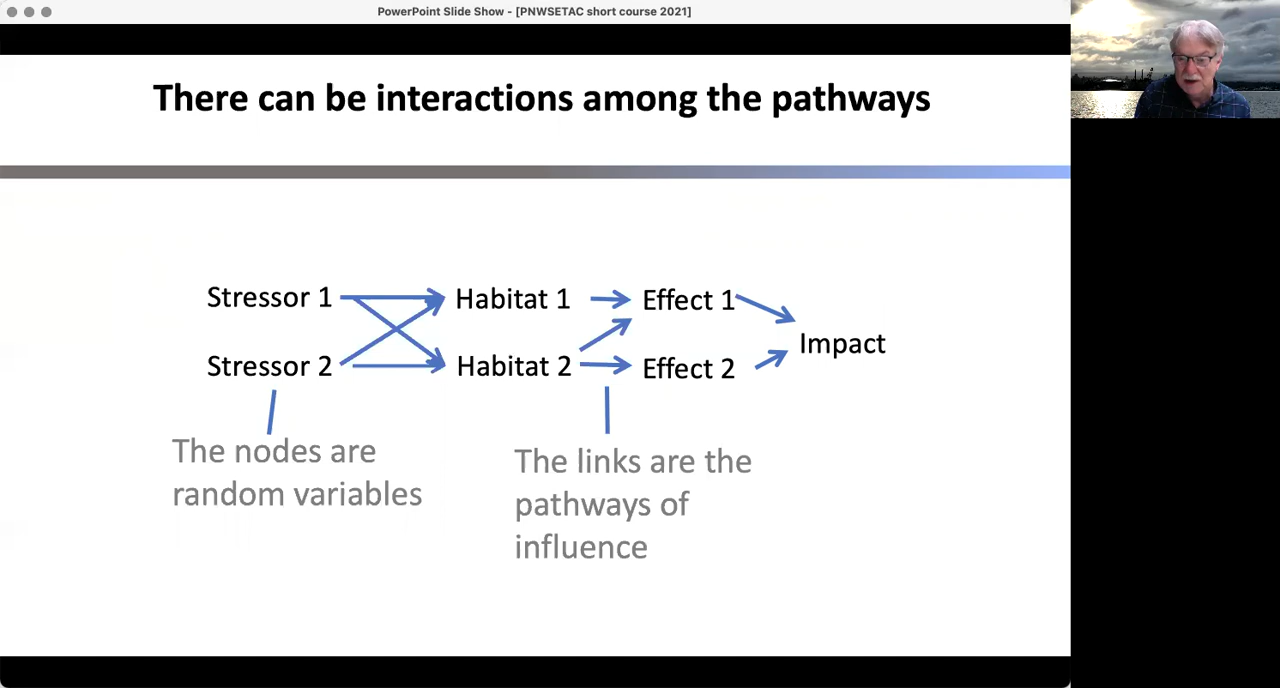 PowerPoint Slide Show - [PNWSETAC short course 2021]
There can be interactions among the pathways
Stressor 1
Habitat 1
Effect 1
Impact
Stressor 2
Habitat 2
Effect 2
The nodes are
random variables
The links are the
pathways of
influence